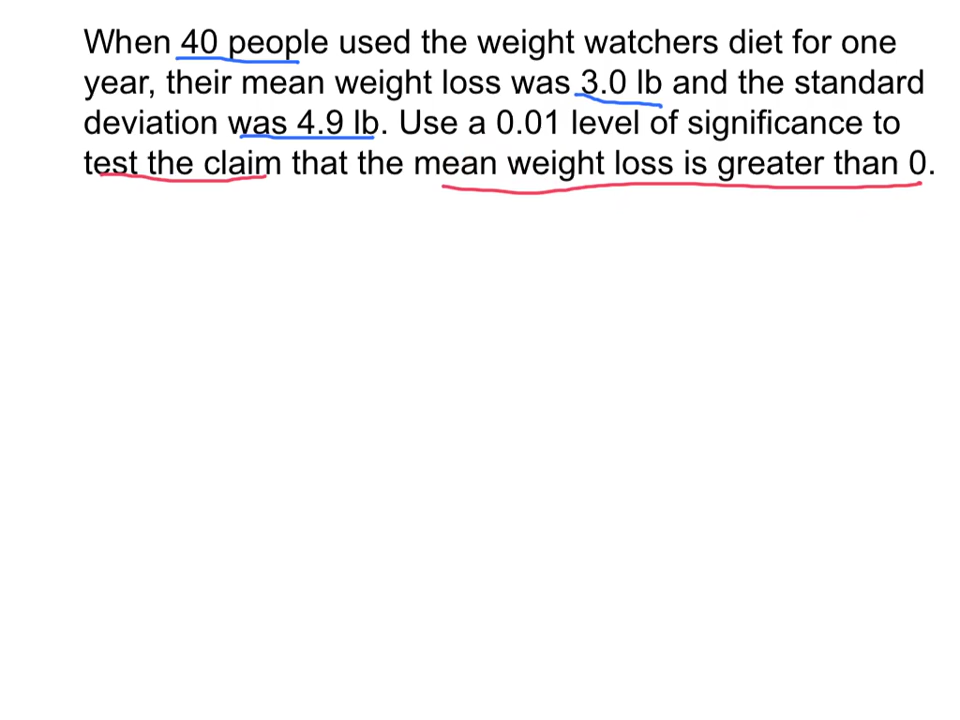 When 40 people used the weight watchers diet for one
year, their mean weight loss was 3.0 lb and the standard
deviation was 4.9 lb. Use a 0.01 level of significance to
test the claim that the mean weight loss is greater than 0.